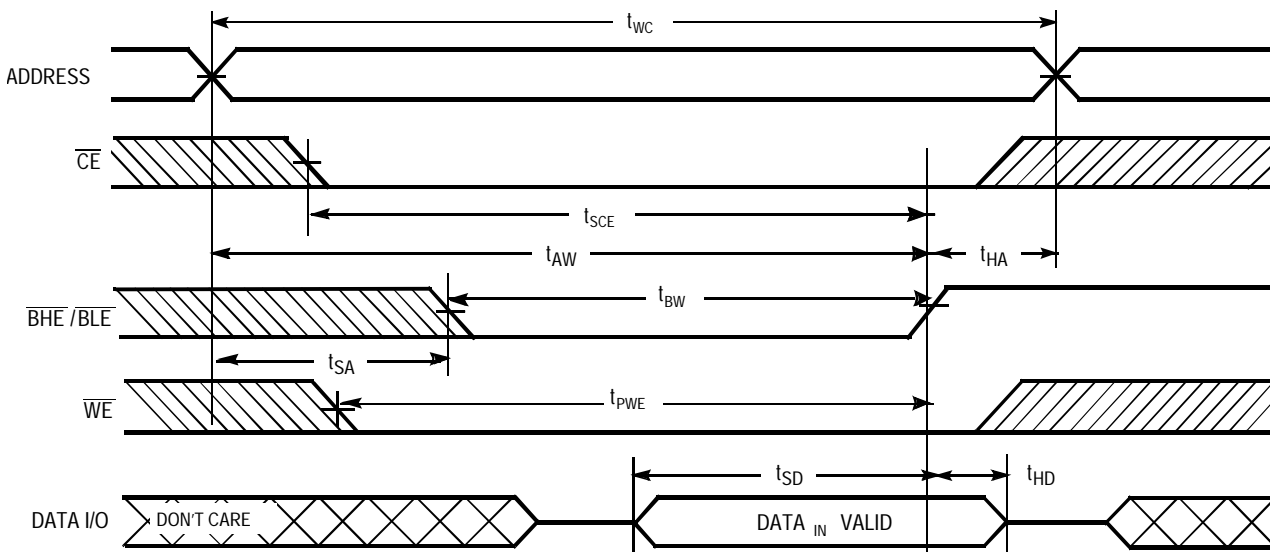 tWC
ADDRESS
CE
tSCE
tAW
tHA
BHE/BLE
tBW
tSA
WE
tPWE
tSD
tHD
DATA I/O
DON'T CARE
DATA IN VALID